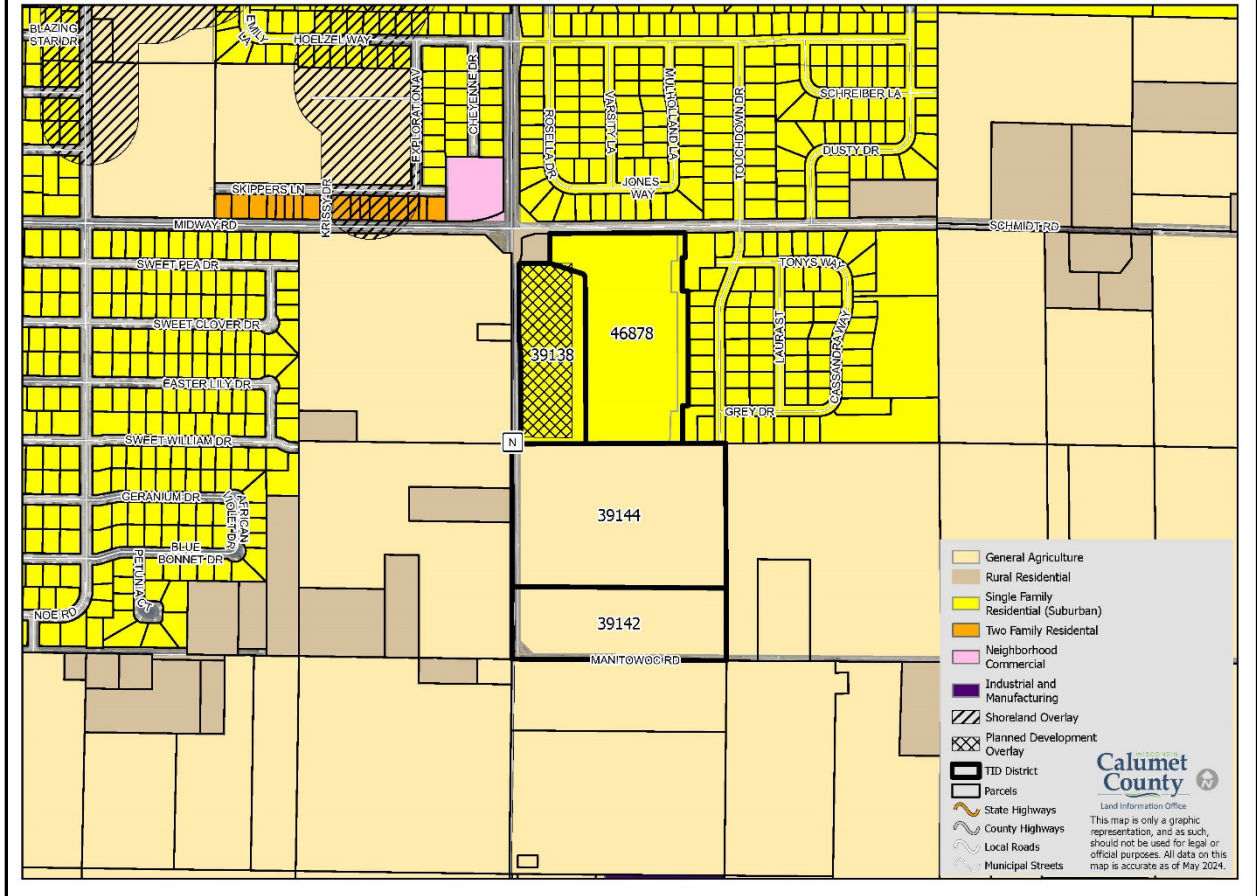 BLAZING
STAR DR
EMILY
LA
HOELZEL WAY
EXPLORATION AV
CHEYENNE DR
ROSELLA DR
VARSITY LA
MULHOLLAND LA
TOUCHDOWN DR
SCHREIBER LA
DUSTY DR
JONES
WAY
SKIPPERS LN
KRISSY DR
MIDWAY RD
SCHMIDT RD
SWEET PEA DR
TONYS WAY
SWEET CLOVER DR
46878
39138
LAURA ST
CASSANDRA WAY
EASTER LILY DR
GREY DR
SWEET WILLIAM DR
N
GERANIUM DR
AFRICAN
VIOLET DR
39144
BLUE
BONNET DR
PETUNIA CT
NOE RD
39142
MANITOWOC RD
General Agriculture
Rural Residential
Single Family
Residential (Suburban)
Two Family Residental
Neighborhood
Commercial
Industrial and
Manufacturing
Shoreland Overlay
Planned Development
Overlay
TID District
Parcels
State Highways
County Highways
Local Roads
Municipal Streets
WISCONSIN
Calumet
County
N
Land Information Office
This map is only a graphic
representation, and as such,
should not be used for legal or
official purposes. All data on this
map is accurate as of May 2024.